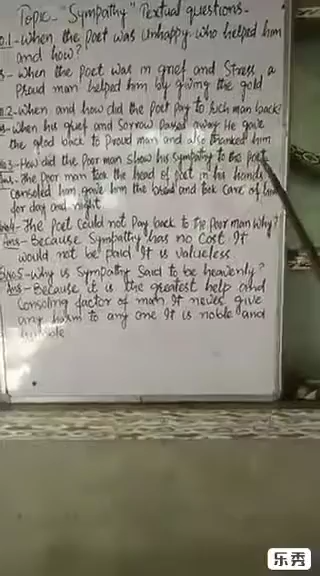 Topic - "Sympathy" Textual questions-
0.1 - When the Poet was unhappy who helped him
and how?
s - When the Poet was in grief and Stress a
Proud man helped him by giving the gold
0.2 - When and how did the Poet Pay to Rich man back?
s - When his grief and Sorrow Passed away He gave
the glod back to Proud man and also thanked him
No3 - How did the Poor man Show his Sympathy to the Poet
Ans. The Poor man took the head of Poet in his hands
Consoled him gave him the bread and took care of him
for day and night
The Poet Could not Pay back to the Poor man why?
Ans - Because Sympathy has no Cost It
would not be Paid It is valueless.
No 5 - Why is Sympathy Said to be heavenly?
Ans - Because it is the greatest help and
Consoling factor of man It never give
any harm to any one It is noble and
乐秀